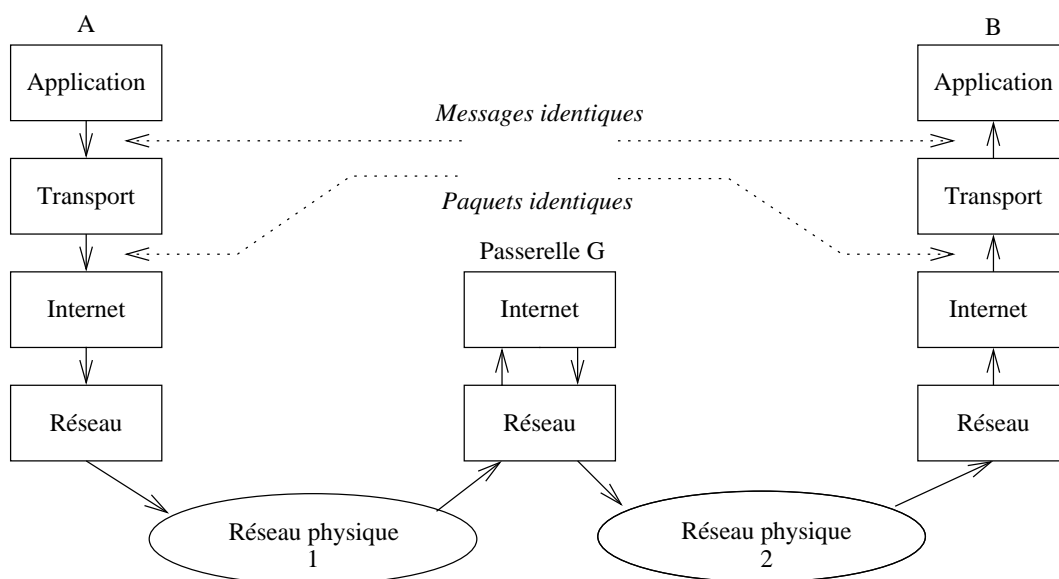 A
B
Application
Application
Messages identiques
Transport
Transport
Paquets identiques
Passerelle G
Internet
Internet
Internet
Réseau
Réseau
Réseau
Réseau physique
1
Réseau physique
2